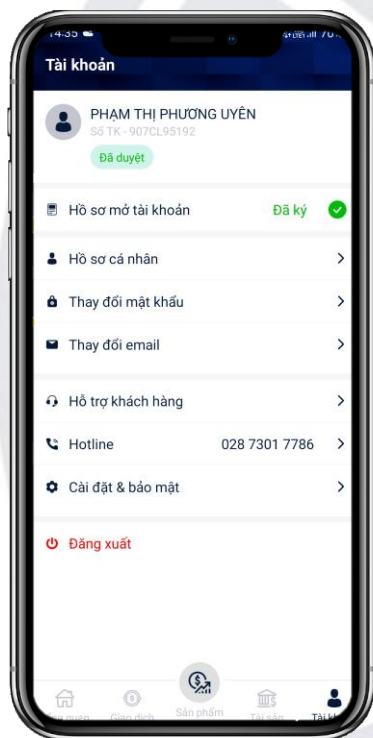 14:35
Tài khoản
PHẠM THỊ PHƯƠNG UYÊN
Số TK - 907CL95192
Đã duyệt
Hồ sơ mở tài khoản Đã ký
Hồ sơ cá nhân
Thay đổi mật khẩu
Thay đổi email
Hỗ trợ khách hàng
Hotline 028 7301 7786
Cài đặt & bảo mật
Đăng xuất
Giao dịch Sản phẩm Tài sản